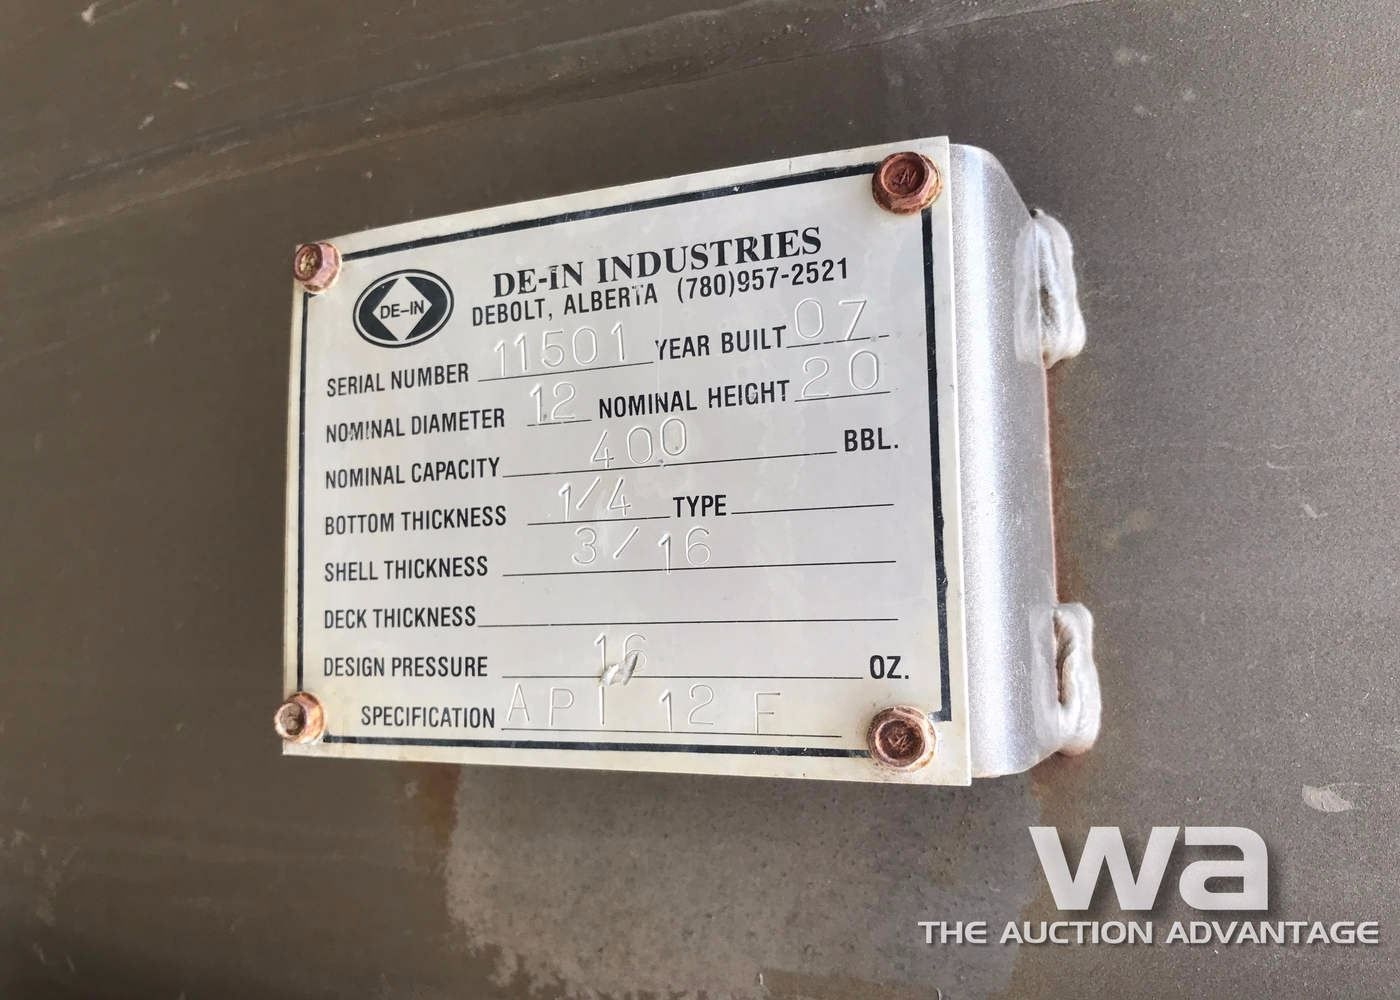 DE-IN INDUSTRIES
DE-IN
DEBOLT, ALBERTA (780)957-2521
SERIAL NUMBER 11501 YEAR BUILT 07
NOMINAL DIAMETER 12 NOMINAL HEIGHT 20
NOMINAL CAPACITY 400 BBL.
BOTTOM THICKNESS 1/4 TYPE
SHELL THICKNESS 3/16
DECK THICKNESS
DESIGN PRESSURE 16 OZ.
SPECIFICATION API 12 F
wa
THE AUCTION ADVANTAGE